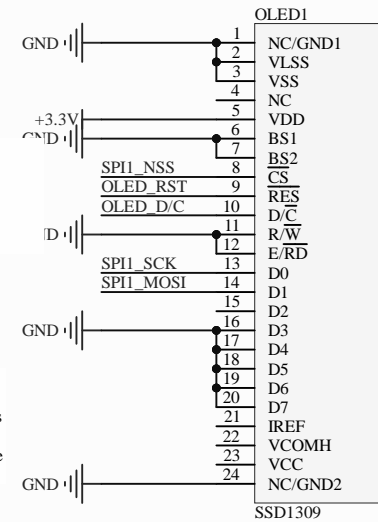 OLED1
GND 1 NC/GND1
2 VLSS
3 VSS
4 NC
+3.3V 5 VDD
GND 6 BS1
7 BS2
SPI1_NSS 8 CS
OLED_RST 9 RES
OLED_D/C 10 D/C
11 R/W
12 E/RD
SPI1_SCK 13 D0
SPI1_MOSI 14 D1
15 D2
GND 16 D3
17 D4
18 D5
19 D6
20 D7
21 IREF
22 VCOMH
23 VCC
GND 24 NC/GND2
SSD1309